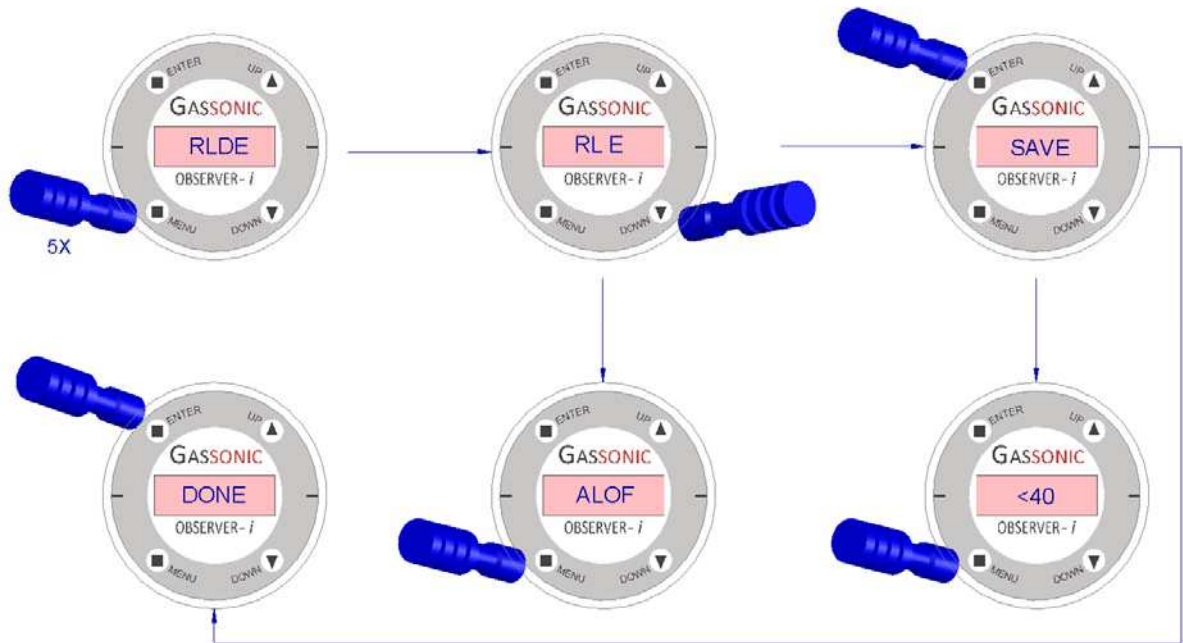 ENTER UP
GASSONIC
RLDE
OBSERVER-i
MENU DOWN
5X
ENTER UP
GASSONIC
RL E
OBSERVER-i
MENU DOWN
ENTER UP
GASSONIC
SAVE
OBSERVER-i
MENU DOWN
ENTER UP
GASSONIC
DONE
OBSERVER-i
MENU DOWN
ENTER UP
GASSONIC
ALOF
OBSERVER-i
MENU DOWN
ENTER UP
GASSONIC
<40
OBSERVER-i
MENU DOWN